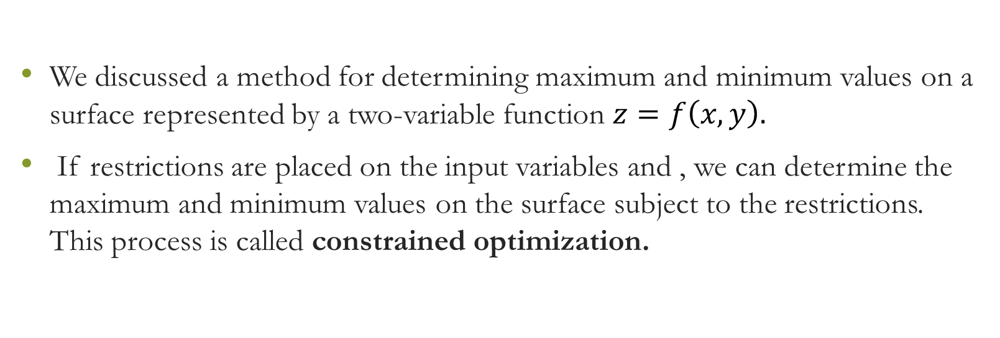 • We discussed a method for determining maximum and minimum values on a
surface represented by a two-variable function z = f(x, y).
• If restrictions are placed on the input variables and , we can determine the
maximum and minimum values on the surface subject to the restrictions.
This process is called constrained optimization.